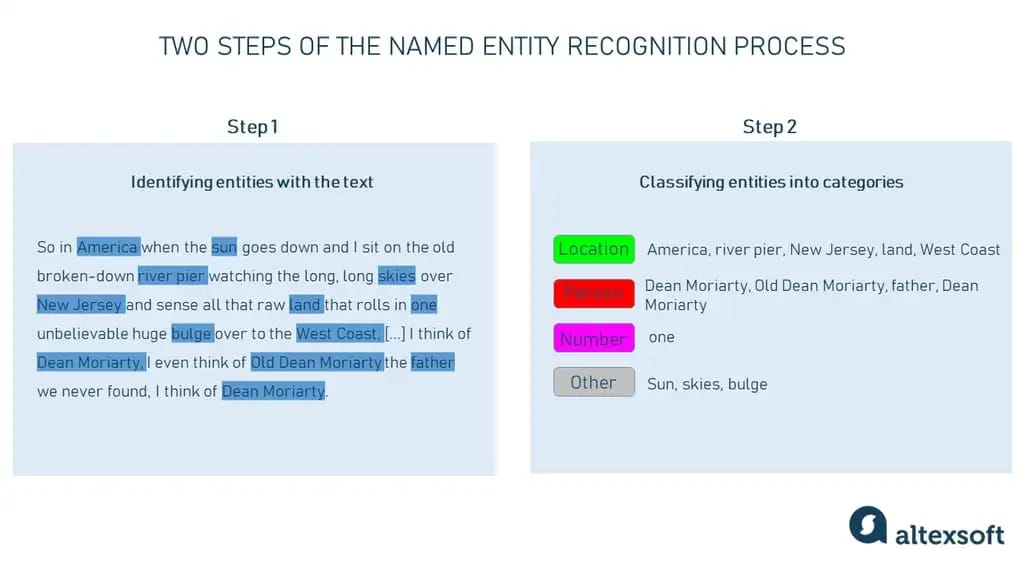 TWO STEPS OF THE NAMED ENTITY RECOGNITION PROCESS
Step 1
Identifying entities with the text
So in America when the sun goes down and I sit on the old
broken-down river pier watching the long, long skies over
New Jersey and sense all that raw land that rolls in one
unbelievable huge bulge over to the West Coast, [...] I think of
Dean Moriarty, I even think of Old Dean Moriarty the father
we never found, I think of Dean Moriarty.
Step 2
Classifying entities into categories
Location America, river pier, New Jersey, land, West Coast
Person Dean Moriarty, Old Dean Moriarty, father, Dean
Moriarty
Number one
Other Sun, skies, bulge
altexsoft